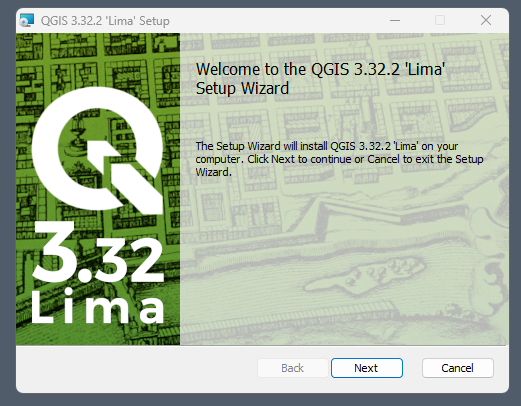 QGIS 3.32.2 'Lima' Setup
Welcome to the QGIS 3.32.2 'Lima'
Setup Wizard
The Setup Wizard will install QGIS 3.32.2 'Lima' on your
computer. Click Next to continue or Cancel to exit the Setup
Wizard.
3.32
Lima
Back
Next
Cancel